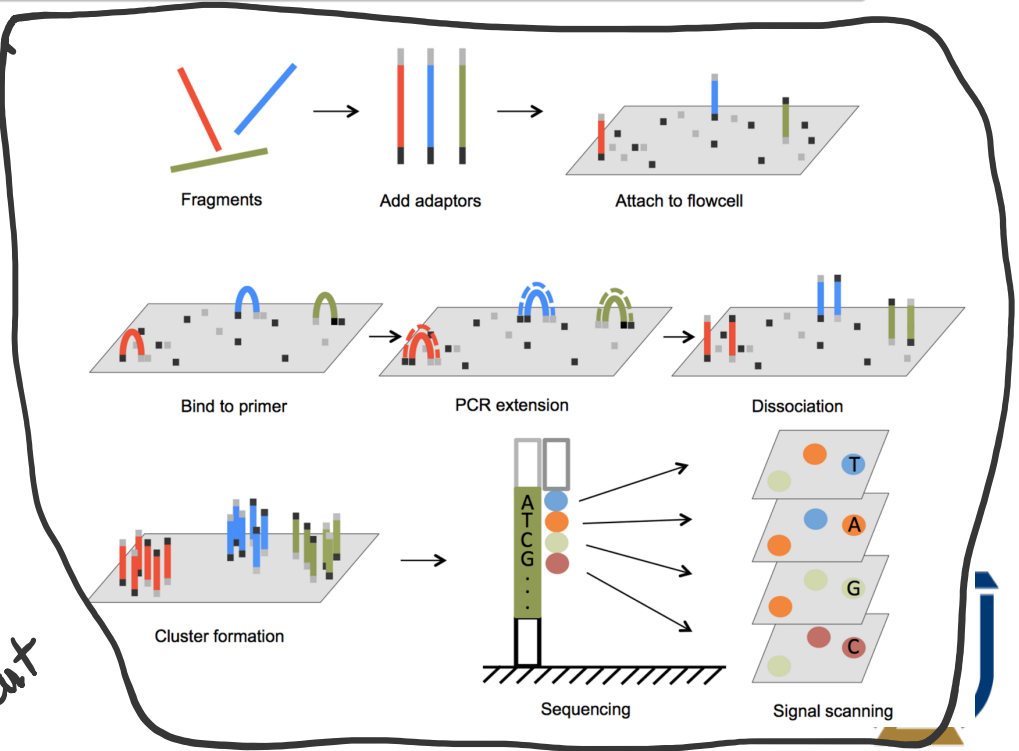 Fragments
Add adaptors
Attach to flowcell
Bind to primer
PCR extension
Dissociation
Cluster formation
A
T
C
G
.
.
.
Sequencing
T
A
G
C
Signal scanning